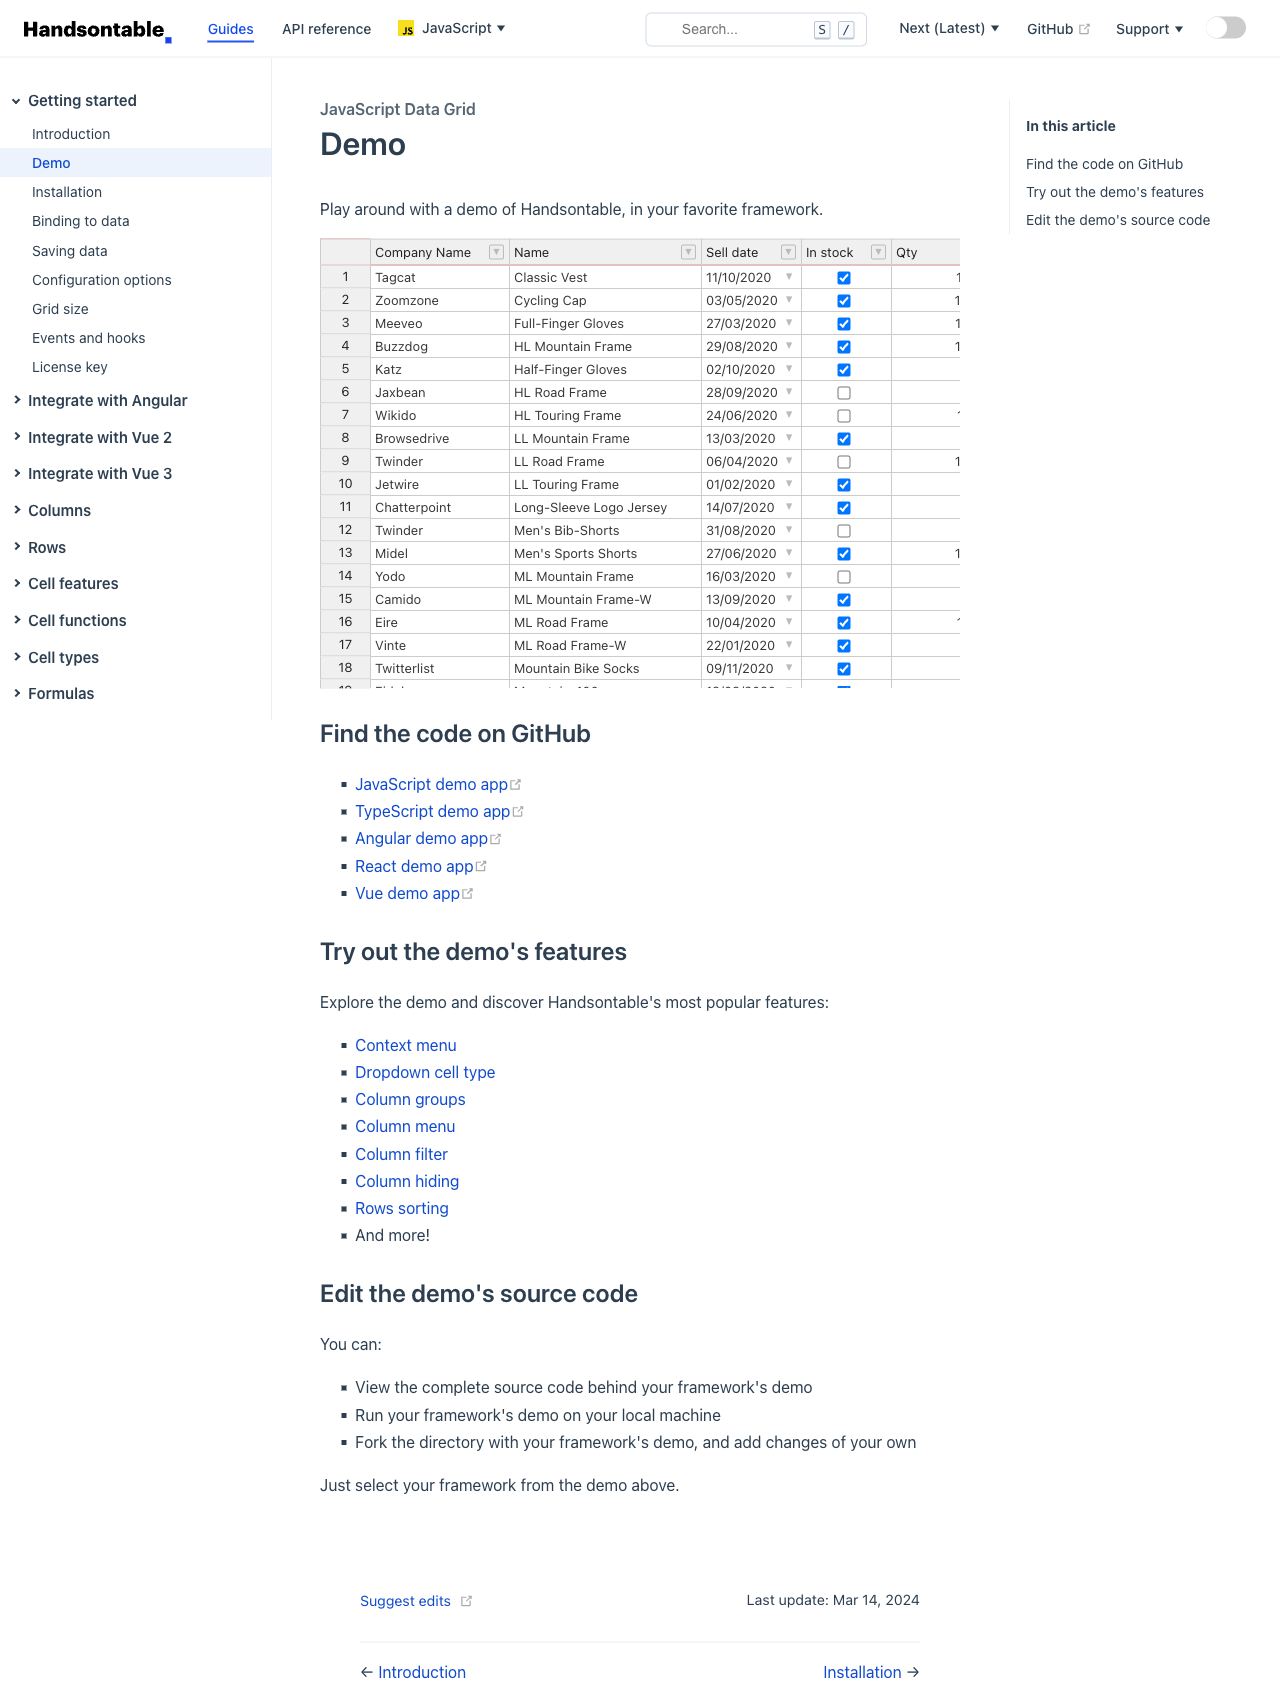 Handsontable
Guides
API reference
JS JavaScript
Search...
S
/
Next (Latest)
GitHub
Support
Getting started
Introduction
Demo
Installation
Binding to data
Saving data
Configuration options
Grid size
Events and hooks
License key
Integrate with Angular
Integrate with Vue 2
Integrate with Vue 3
Columns
Rows
Cell features
Cell functions
Cell types
Formulas
JavaScript Data Grid
Demo
Play around with a demo of Handsontable, in your favorite framework.
Company Name Name Sell date In stock Qty
1 Tagcat Classic Vest 11/10/2020
2 Zoomzone Cycling Cap 03/05/2020
3 Meeveo Full-Finger Gloves 27/03/2020
4 Buzzdog HL Mountain Frame 29/08/2020
5 Katz Half-Finger Gloves 02/10/2020
6 Jaxbean HL Road Frame 28/09/2020
7 Wikido HL Touring Frame 24/06/2020
8 Browsedrive LL Mountain Frame 13/03/2020
9 Twinder LL Road Frame 06/04/2020
10 Jetwire LL Touring Frame 01/02/2020
11 Chatterpoint Long-Sleeve Logo Jersey 14/07/2020
12 Twinder Men's Bib-Shorts 31/08/2020
13 Midel Men's Sports Shorts 27/06/2020
14 Yodo ML Mountain Frame 16/03/2020
15 Camido ML Mountain Frame-W 13/09/2020
16 Eire ML Road Frame 10/04/2020
17 Vinte ML Road Frame-W 22/01/2020
18 Twitterlist Mountain Bike Socks 09/11/2020
Find the code on GitHub
JavaScript demo app
TypeScript demo app
Angular demo app
React demo app
Vue demo app
Try out the demo's features
Explore the demo and discover Handsontable's most popular features:
Context menu
Dropdown cell type
Column groups
Column menu
Column filter
Column hiding
Rows sorting
And more!
Edit the demo's source code
You can:
View the complete source code behind your framework's demo
Run your framework's demo on your local machine
Fork the directory with your framework's demo, and add changes of your own
Just select your framework from the demo above.
Suggest edits
Last update: Mar 14, 2024
← Introduction
Installation →
In this article
Find the code on GitHub
Try out the demo's features
Edit the demo's source code